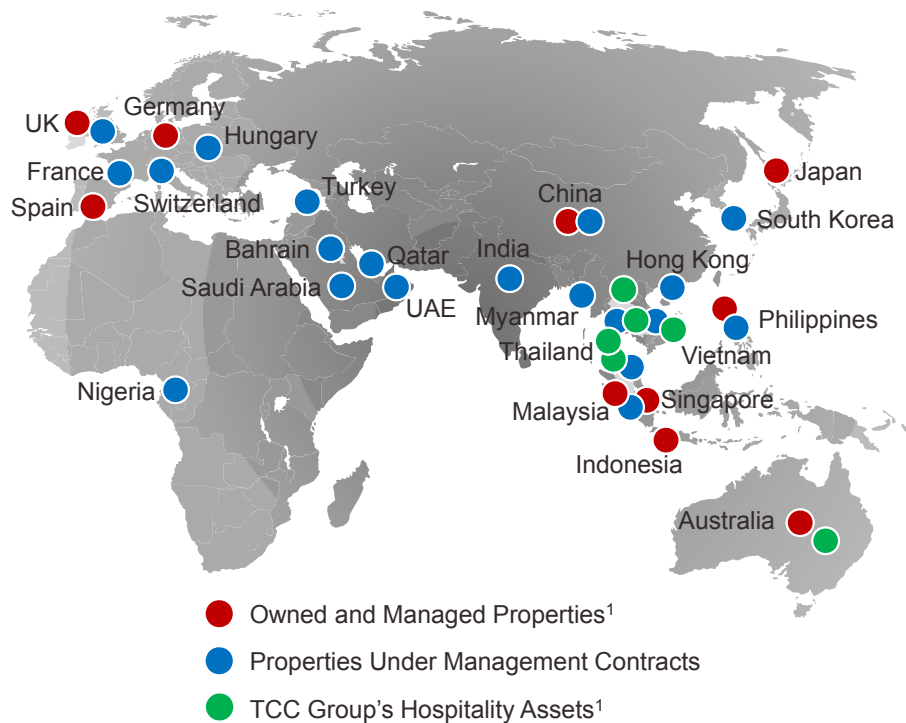 Germany
UK
Hungary
France
Switzerland
Spain
Turkey
China
Japan
South Korea
Bahrain
Qatar
India
Hong Kong
Saudi Arabia
UAE
Myanmar
Philippines
Thailand
Vietnam
Nigeria
Malaysia
Singapore
Indonesia
Australia
Owned and Managed Properties¹
Properties Under Management Contracts
TCC Group's Hospitality Assets¹